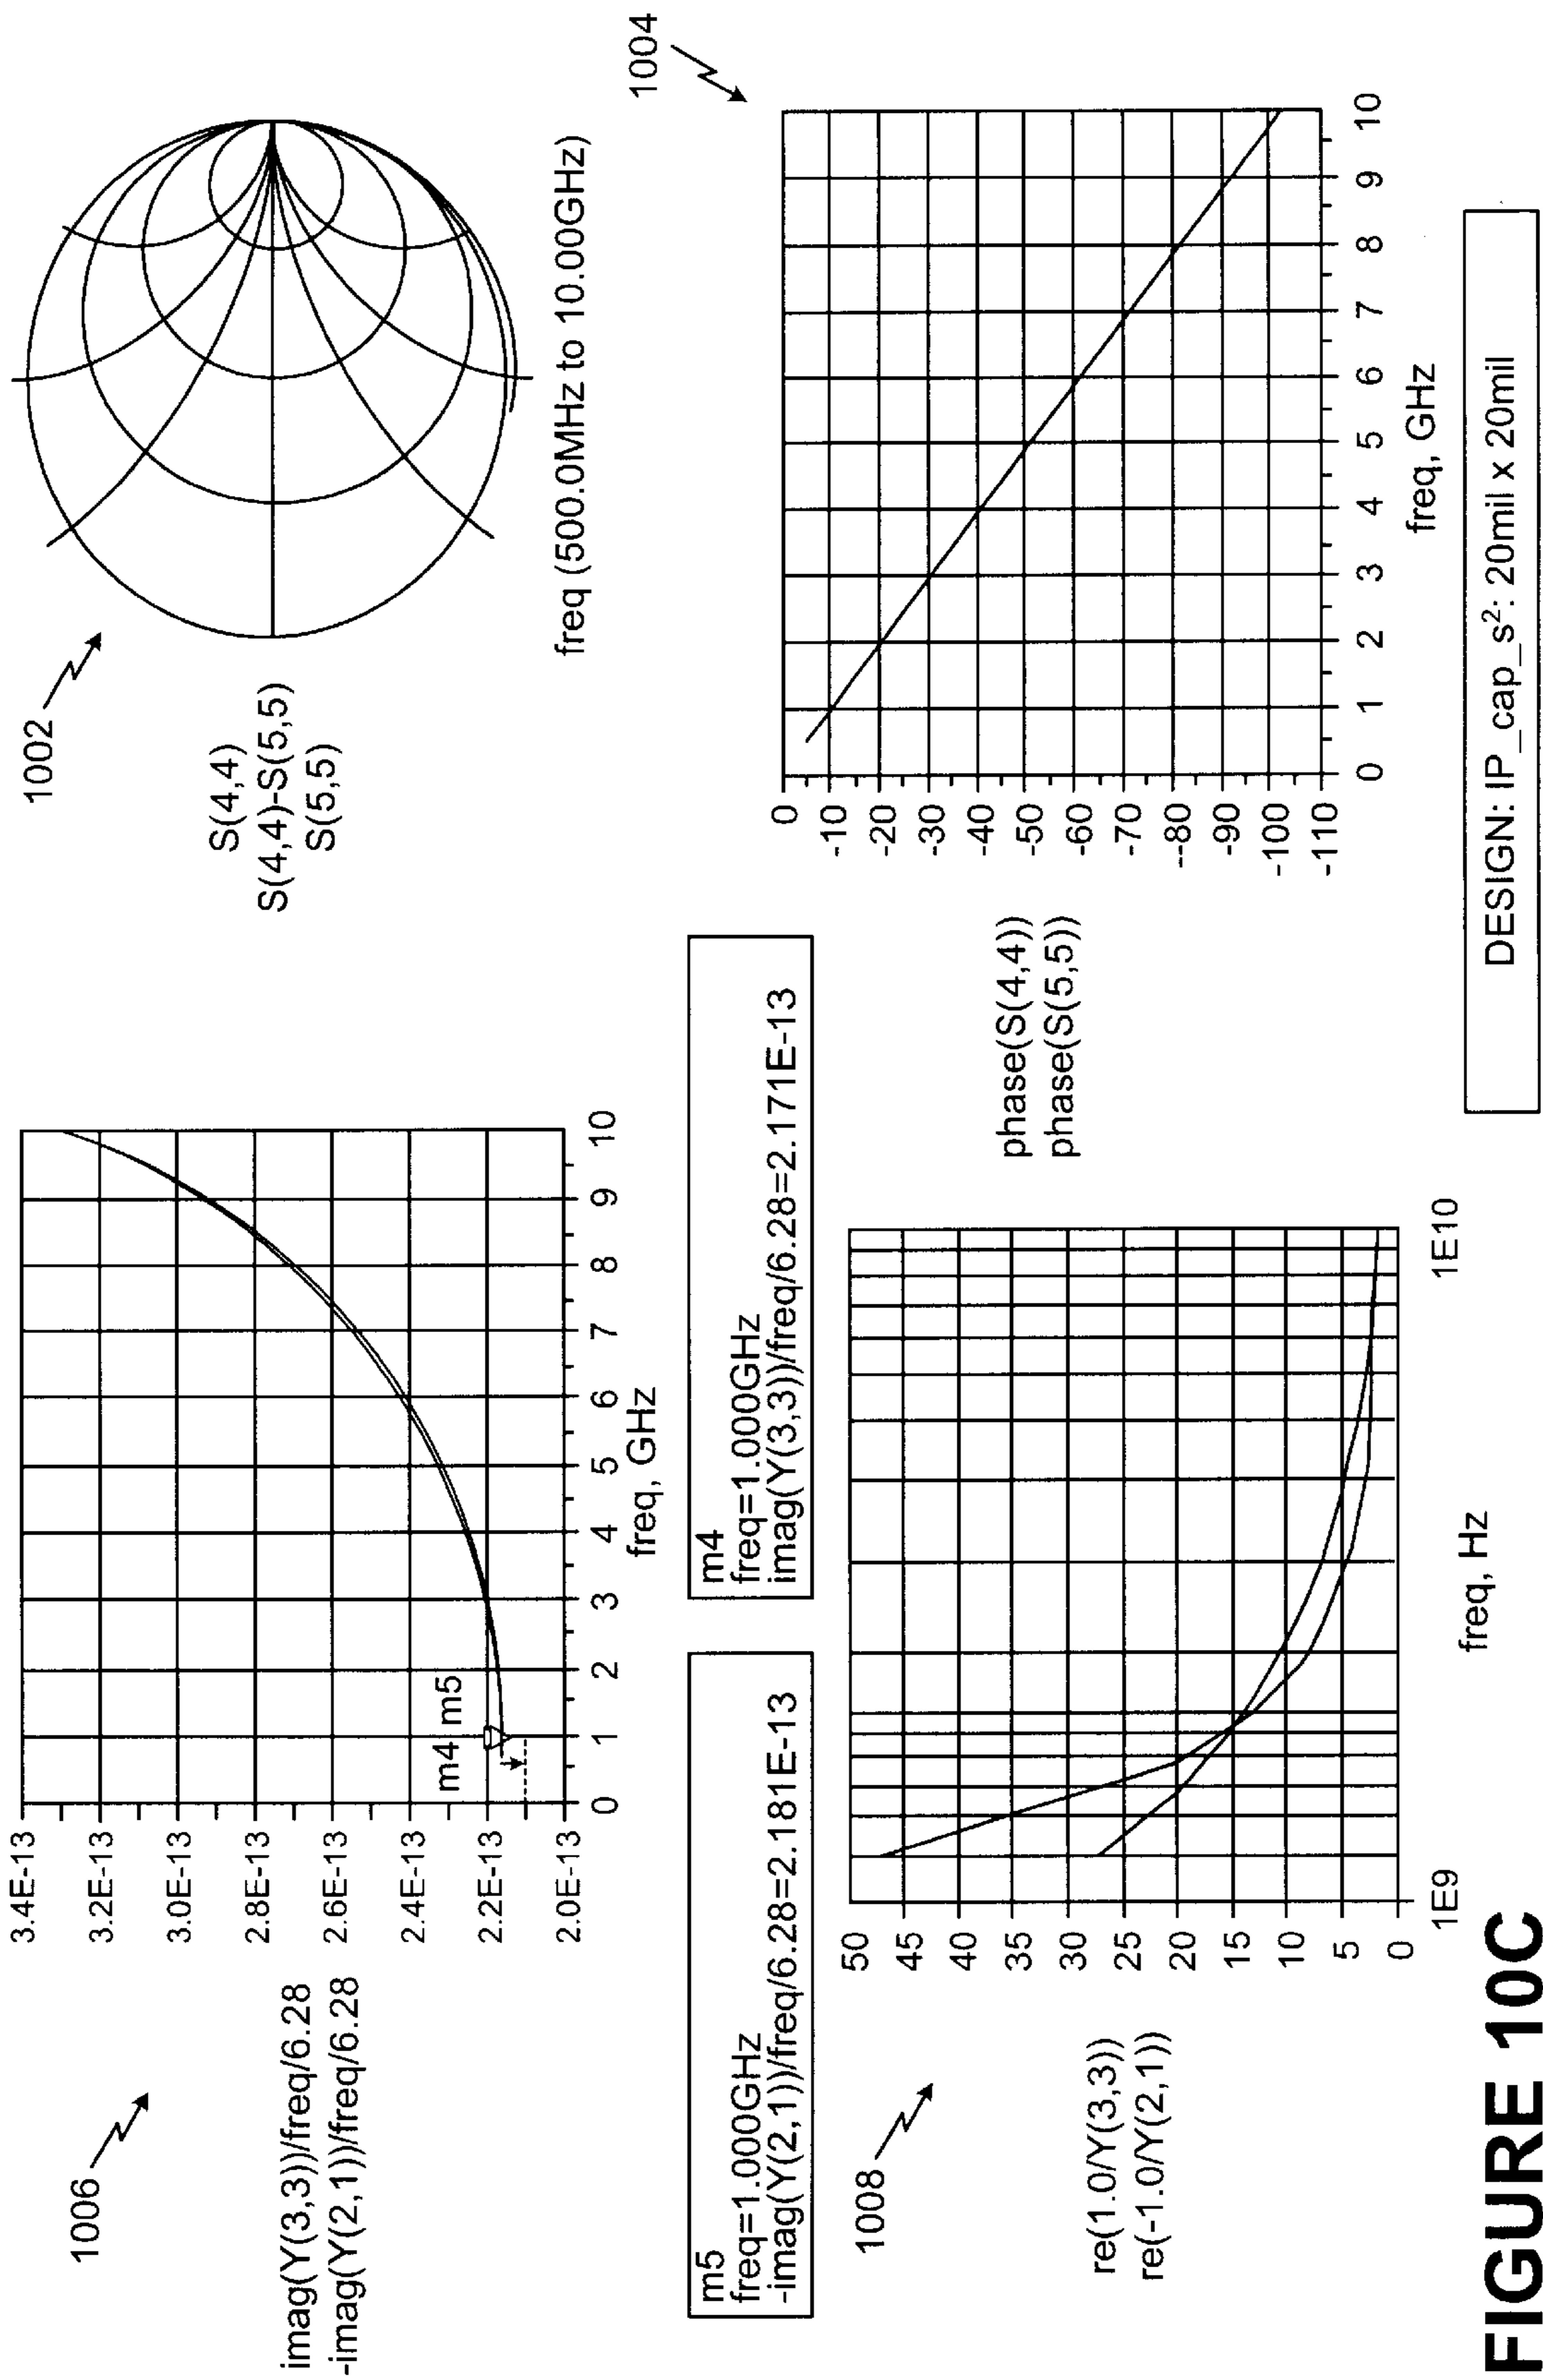 1006
imag(Y(3,3))/freq/6.28
-imag(Y(2,1))/freq/6.28
3.4E-13
3.2E-13
3.0E-13
2.8E-13
2.6E-13
2.4E-13
2.2E-13
2.0E-13
m4 m5
0 1 2 3 4 5 6 7 8 9 10
freq, GHz
1002
S(4,4)
S(4,4)-S(5,5)
S(5,5)
freq (500.0MHz to 10.00GHz)
m5
freq=1.000GHz
-imag(Y(2,1))/freq/6.28=2.181E-13
m4
freq=1.000GHz
imag(Y(3,3))/freq/6.28=2.171E-13
1008
re(1.0/Y(3,3))
re(-1.0/Y(2,1))
50
45
40
35
30
25
20
15
10
5
0
1E9 1E10
freq, Hz
1004
phase(S(4,4))
phase(S(5,5))
0
-10
-20
-30
-40
-50
-60
-70
--80
-90
-100
-110
0 1 2 3 4 5 6 7 8 9 10
freq, GHz
DESIGN: IP_cap_s2: 20mil x 20mil
FIGURE 10C